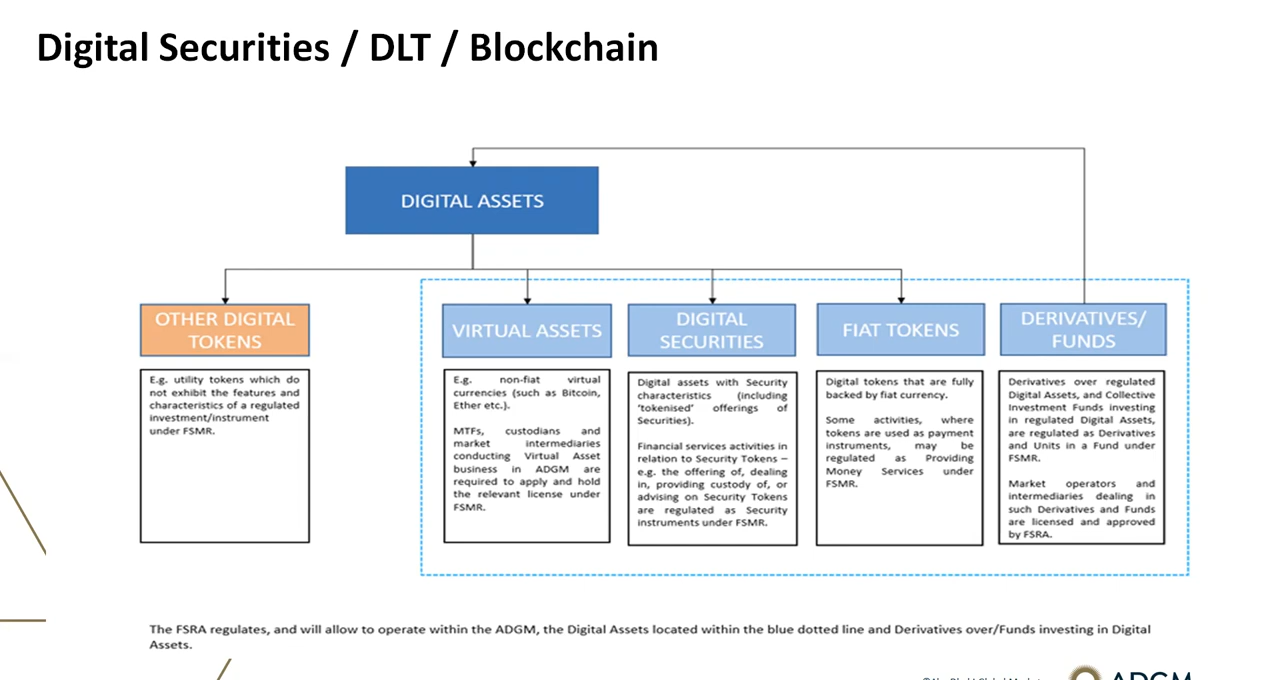 Digital Securities / DLT / Blockchain
DIGITAL ASSETS
OTHER DIGITAL
TOKENS
E.g. utility tokens which do
not exhibit the features and
characteristics of a regulated
investment/instrument
under FSMR.
VIRTUAL ASSETS
E.g. non-fiat virtual
currencies (such as Bitcoin,
Ether etc.).
MTFs, custodians and
market intermediaries
conducting Virtual Asset
business in ADGM are
required to apply and hold
the relevant license under
FSMR.
DIGITAL
SECURITIES
Digital assets with Security
characteristics (including
'tokenised' offerings of
Securities).
Financial services activities in
relation to Security Tokens –
e.g. the offering of, dealing
in, providing custody of, or
advising on Security Tokens
are regulated as Security
instruments under FSMR.
FIAT TOKENS
Digital tokens that are fully
backed by fiat currency.
Some activities, where
tokens are used as payment
instruments, may be
regulated as Providing
Money Services under
FSMR.
DERIVATIVES/
FUNDS
Derivatives over regulated
Digital Assets, and Collective
Investment Funds investing
in regulated Digital Assets,
are regulated as Derivatives
and Units in a Fund under
FSMR.
Market operators and
intermediaries dealing in
such Derivatives and Funds
are licensed and approved
by FSRA.
The FSRA regulates, and will allow to operate within the ADGM, the Digital Assets located within the blue dotted line and Derivatives over/Funds investing in Digital
Assets.
ADGM